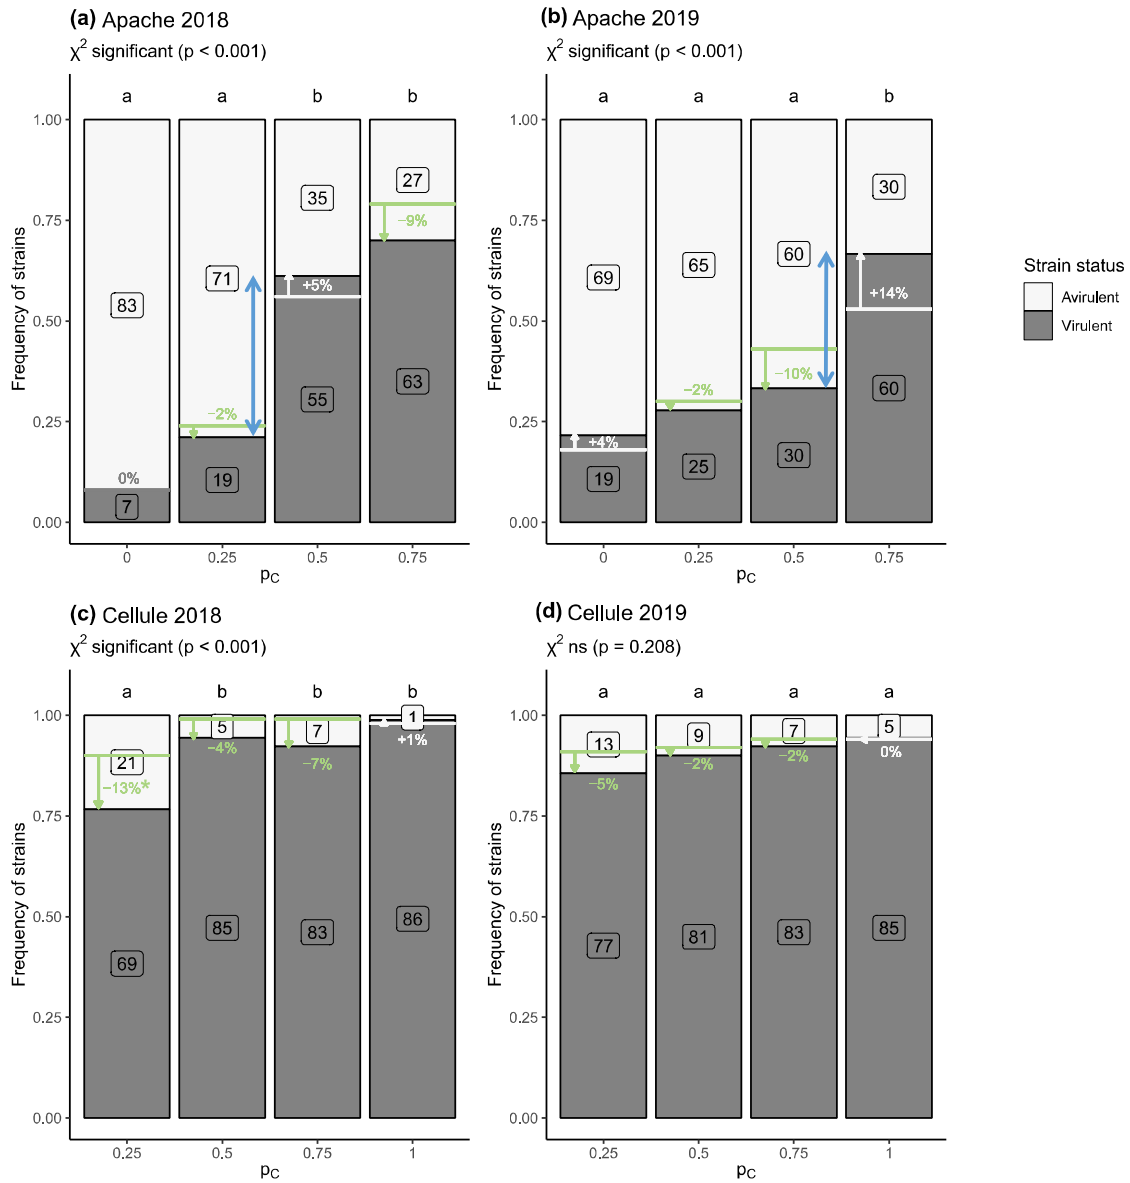 (a) Apache 2018
χ² significant (p < 0.001)
a a b b
1.00
0.75
0.50
0.25
0.00
Frequency of strains
83
71
35
27
−9%
+5%
−2%
0%
7
19
55
63
0 0.25 0.5 0.75
pC
(b) Apache 2019
χ² significant (p < 0.001)
a a a b
1.00
0.75
0.50
0.25
0.00
Frequency of strains
69
65
60
30
+14%
−10%
−2%
+4%
19
25
30
60
0 0.25 0.5 0.75
pC
Strain status
Avirulent
Virulent
(c) Cellule 2018
χ² significant (p < 0.001)
a b b b
1.00
0.75
0.50
0.25
0.00
Frequency of strains
21
5
7
1
−13%*
−4%
−7%
+1%
69
85
83
86
0.25 0.5 0.75 1
pC
(d) Cellule 2019
χ² ns (p = 0.208)
a a a a
1.00
0.75
0.50
0.25
0.00
Frequency of strains
13
9
7
5
−5%
−2%
−2%
0%
77
81
83
85
0.25 0.5 0.75 1
pC